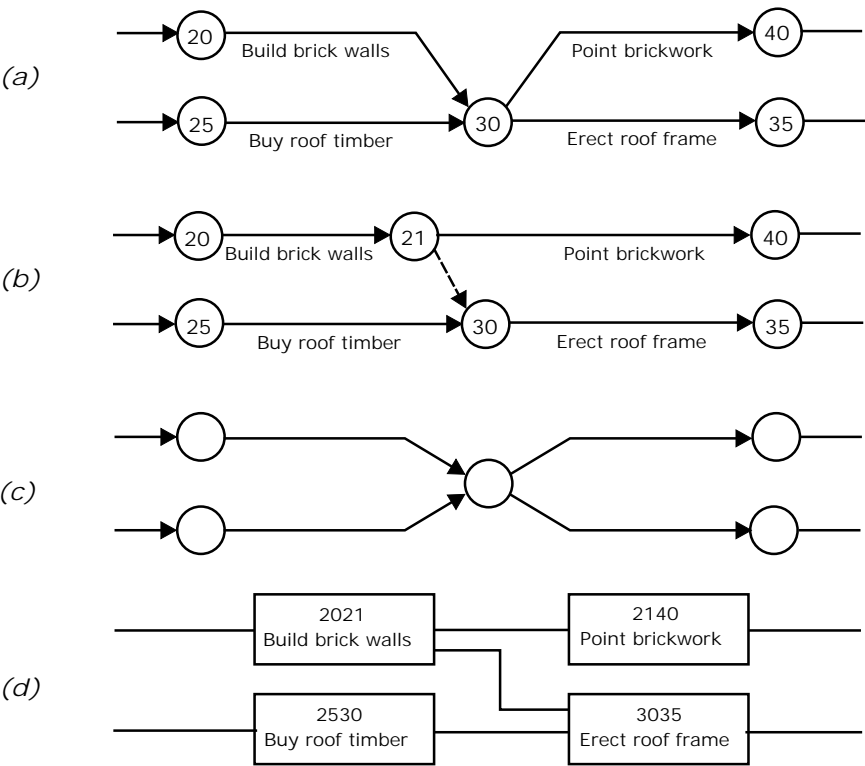 (a)
20
Build brick walls
Point brickwork
40
25
Buy roof timber
30
Erect roof frame
35
(b)
20
Build brick walls
21
Point brickwork
40
25
Buy roof timber
30
Erect roof frame
35
(c)
(d)
2021
Build brick walls
2140
Point brickwork
2530
Buy roof timber
3035
Erect roof frame